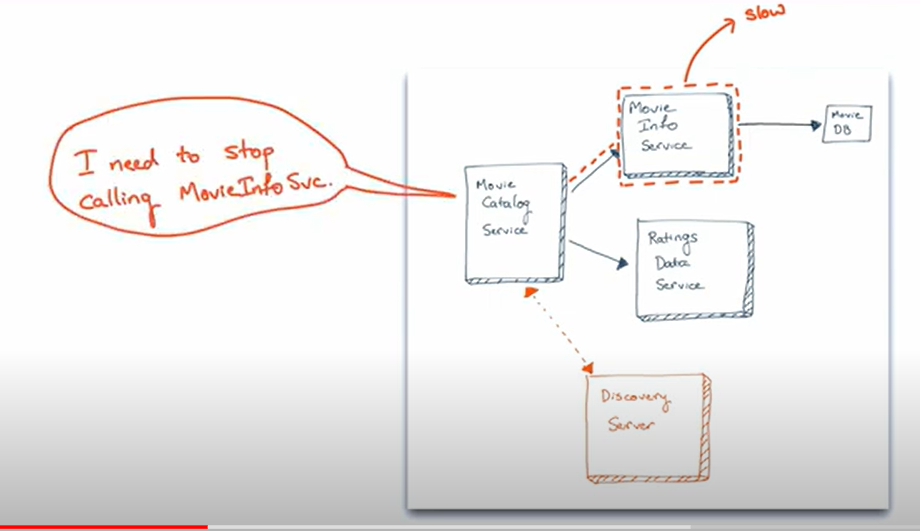 slow
I need to stop
calling MovieInfoSvc.
Movie
Info
Service
Movie
DB
Movie
Catalog
Service
Ratings
Data
Service
Discovery
Server